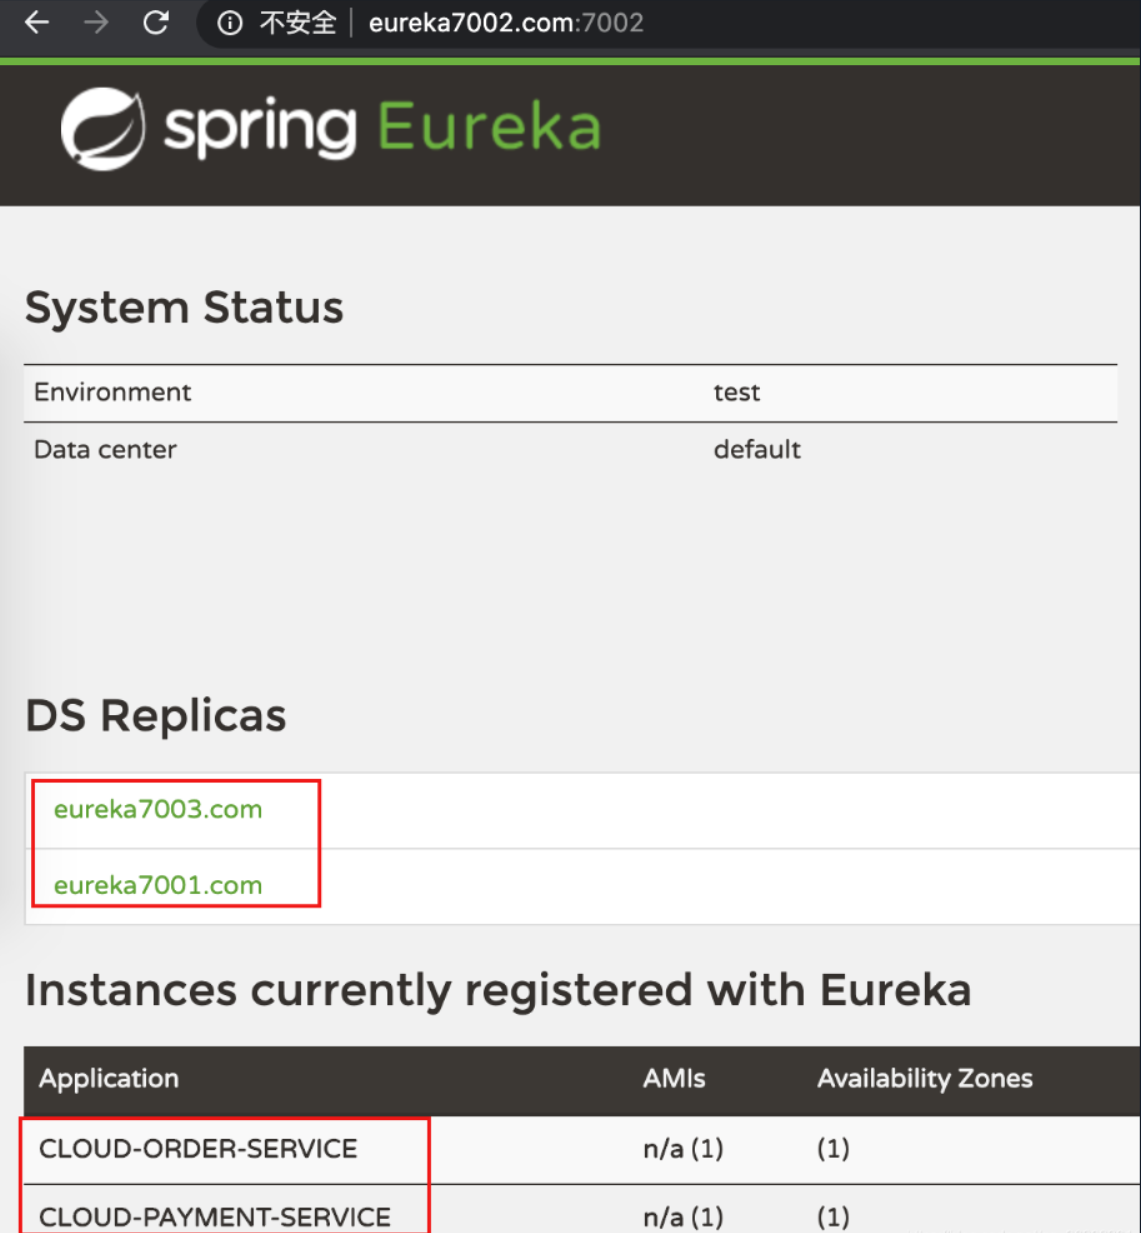 不安全 eureka7002.com:7002
spring Eureka
System Status
Environment test
Data center default
DS Replicas
eureka7003.com
eureka7001.com
Instances currently registered with Eureka
Application AMIs Availability Zones
CLOUD-ORDER-SERVICE n/a (1) (1)
CLOUD-PAYMENT-SERVICE n/a (1) (1)